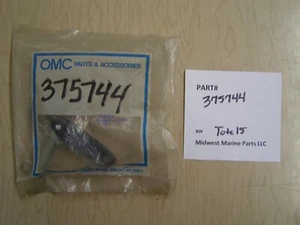 OMC PARTS & ACCESSORIES
375744
PART#
375744
BIN Tote 15
Midwest Marine Parts LLC